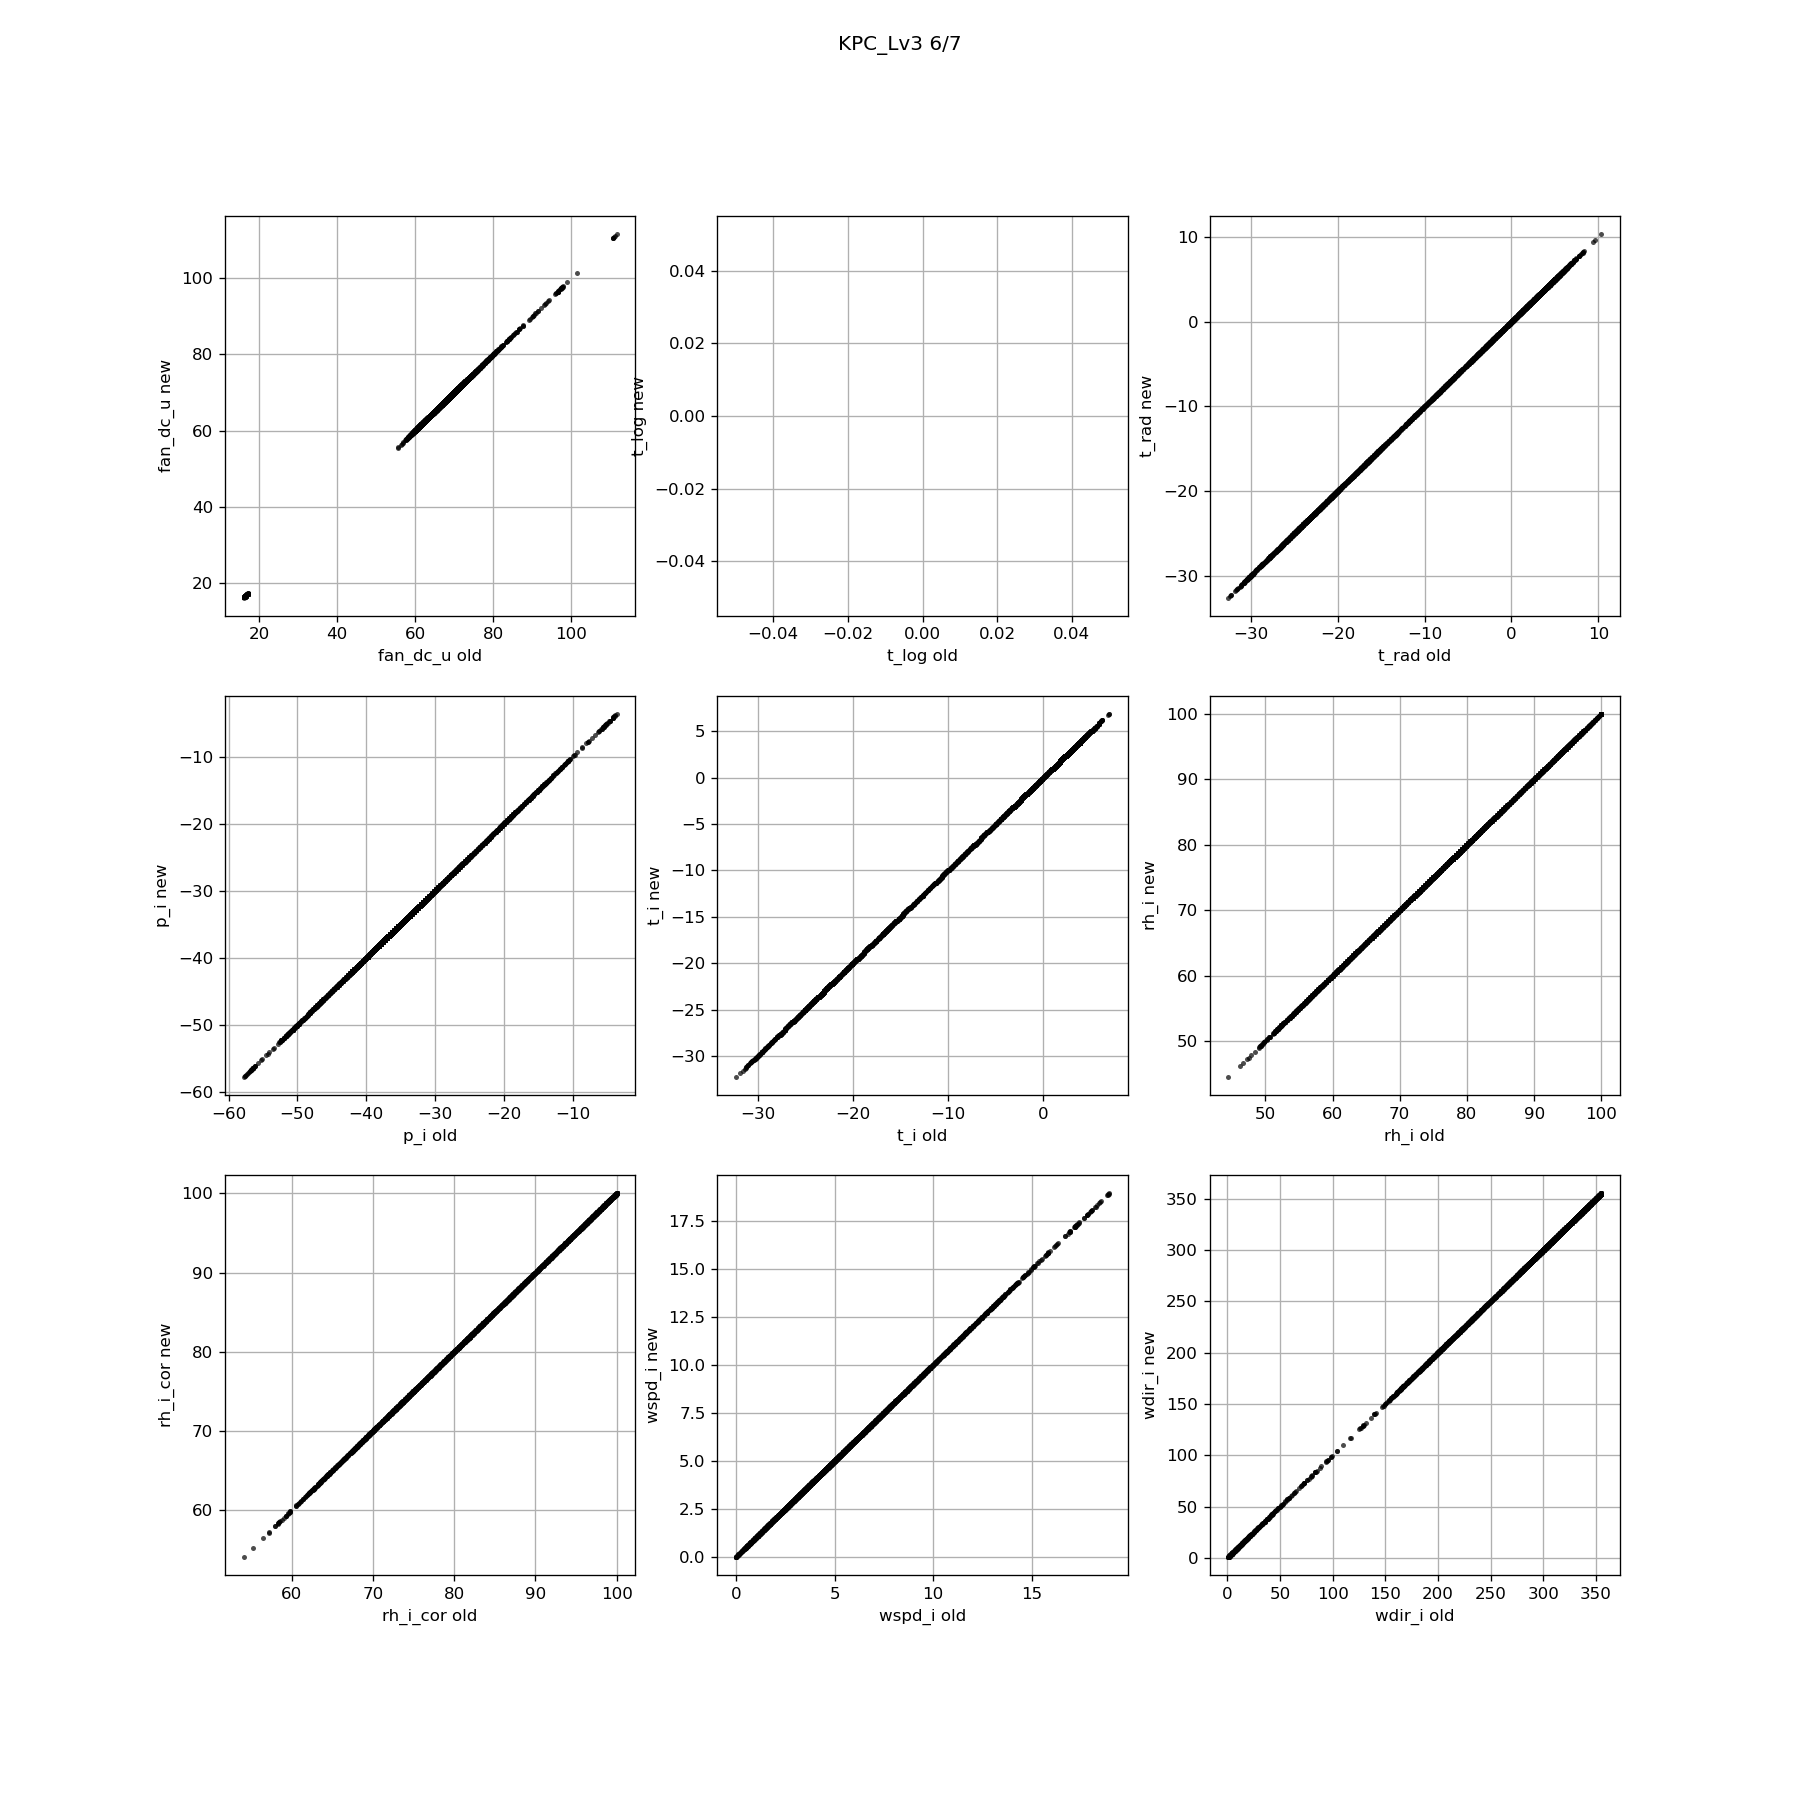 KPC_Lv3 6/7
fan_dc_u new
100
80
60
40
20
20 40 60 80 100
fan_dc_u old
t_log new
0.04
0.02
0.00
−0.02
−0.04
−0.04 −0.02 0.00 0.02 0.04
t_log old
t_rad new
10
0
−10
−20
−30
−30 −20 −10 0 10
t_rad old
p_i new
−10
−20
−30
−40
−50
−60
−60 −50 −40 −30 −20 −10
p_i old
t_i new
5
0
−5
−10
−15
−20
−25
−30
−30 −20 −10 0
t_i old
rh_i new
100
90
80
70
60
50
50 60 70 80 90 100
rh_i old
rh_i_cor new
100
90
80
70
60
60 70 80 90 100
rh_i_cor old
wspd_i new
17.5
15.0
12.5
10.0
7.5
5.0
2.5
0.0
0 5 10 15
wspd_i old
wdir_i new
350
300
250
200
150
100
50
0
0 50 100 150 200 250 300 350
wdir_i old